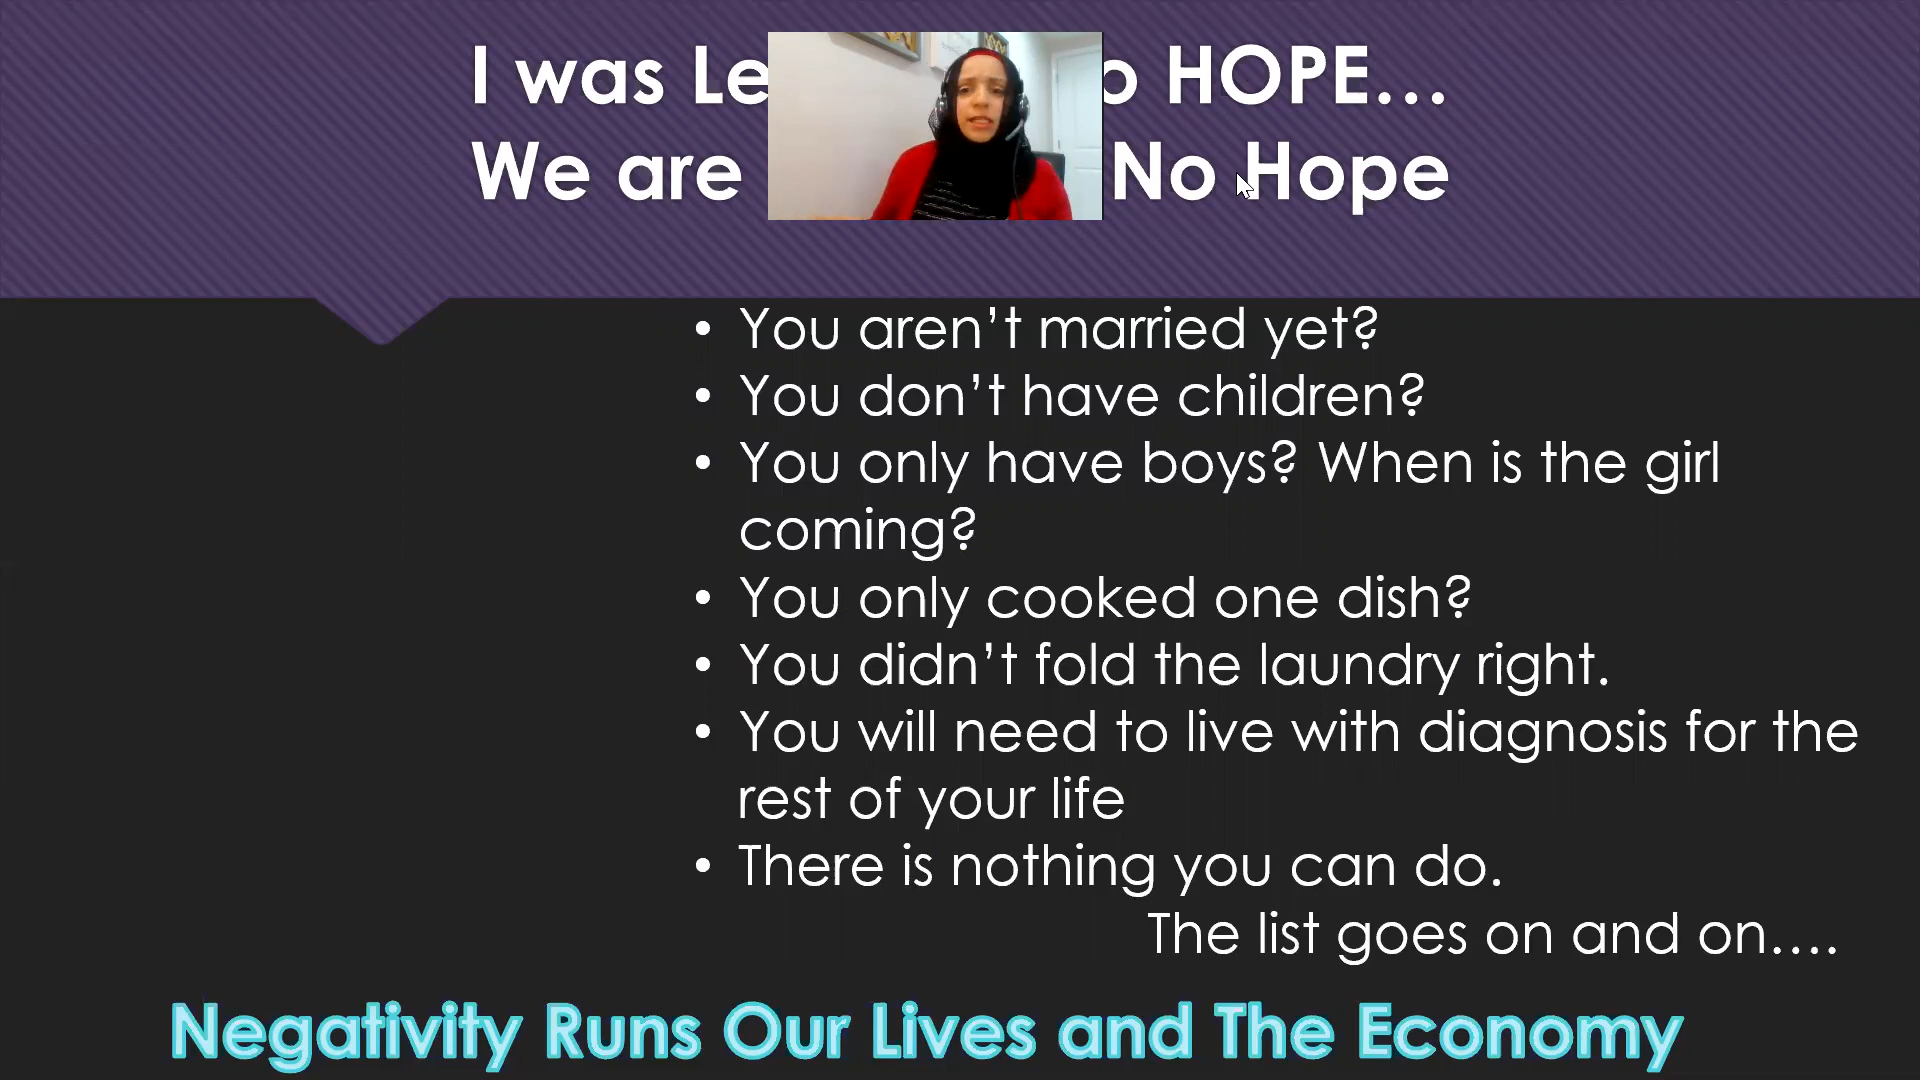 I was HOPE…
We are No Hope
• You aren’t married yet?
• You don’t have children?
• You only have boys? When is the girl
coming?
• You only cooked one dish?
• You didn’t fold the laundry right.
• You will need to live with diagnosis for the
rest of your life
• There is nothing you can do.
The list goes on and on….
Negativity Runs Our Lives and The Economy